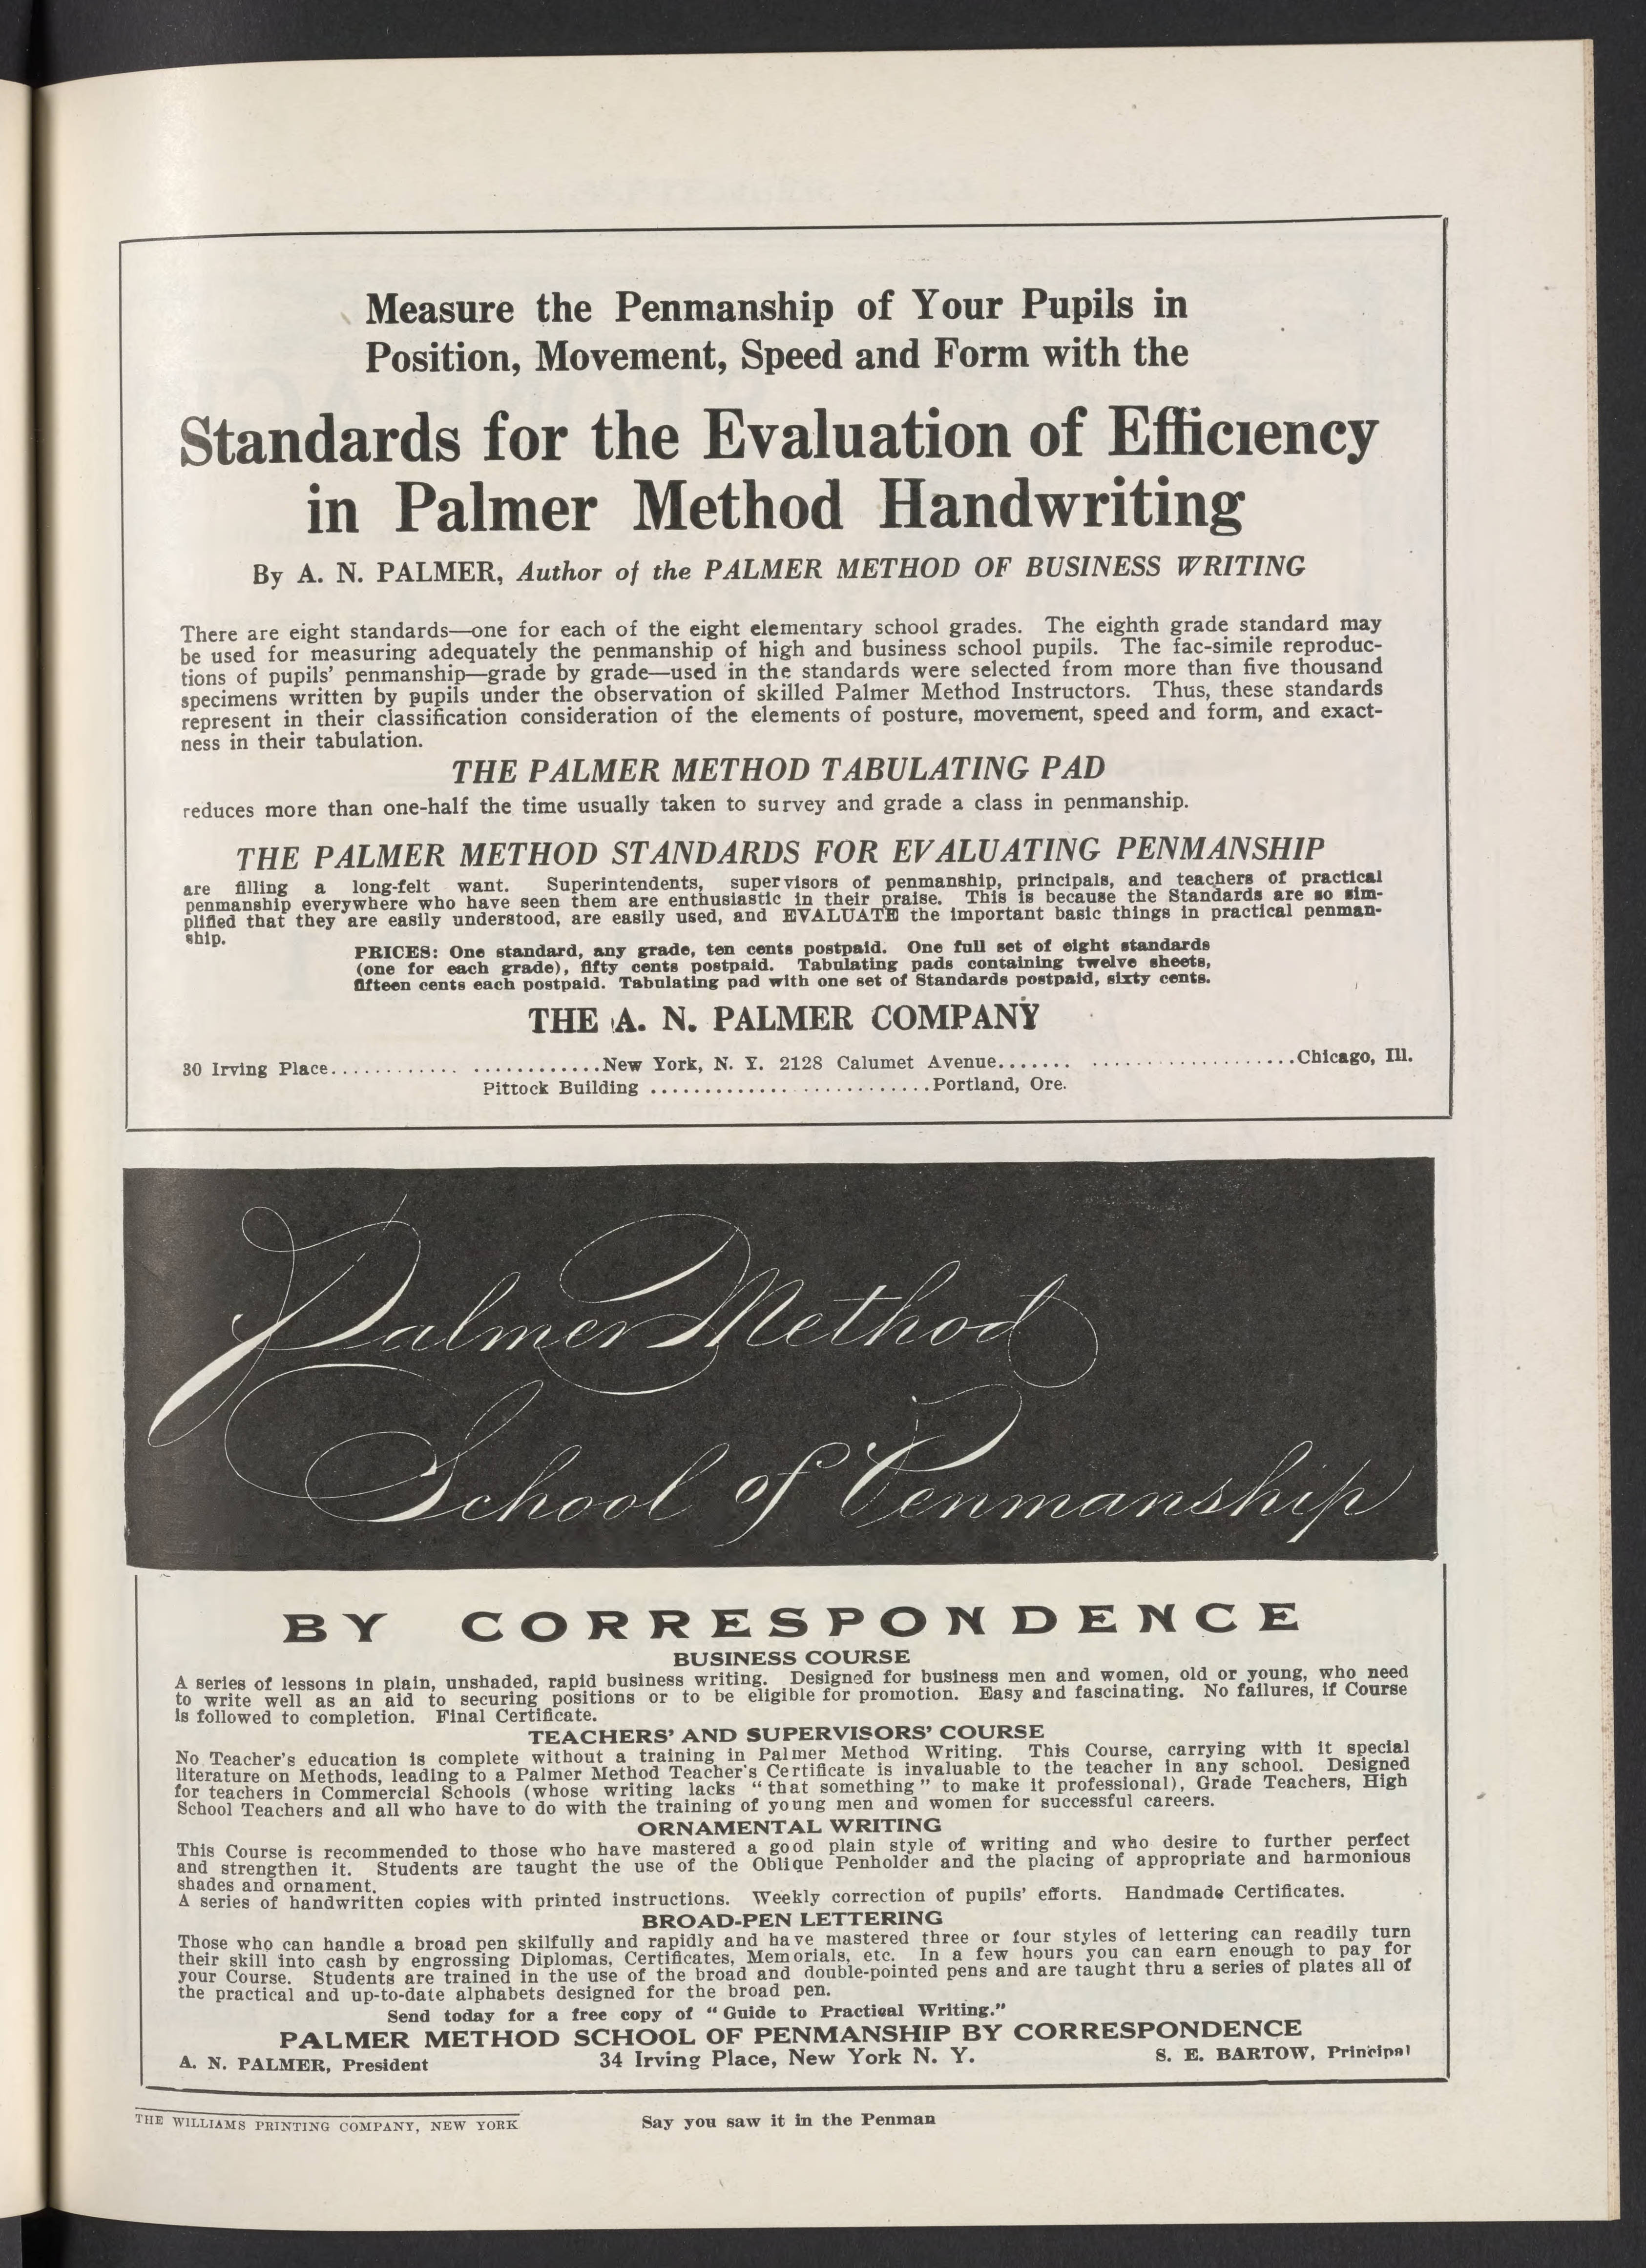 Measure the Penmanship of Your Pupils in
Position, Movement, Speed and Form with the
Standards for the Evaluation of Efficiency
in Palmer Method Handwriting
By A. N. PALMER, Author of the PALMER METHOD OF BUSINESS WRITING
There are eight standards—one for each of the eight elementary school grades. The eighth grade standard may
be used for measuring adequately the penmanship of high and business school pupils. The fac-simile reproduc-
tions of pupils' penmanship—grade by grade—used in the standards were selected from more than five thousand
specimens written by pupils under the observation of skilled Palmer Method Instructors. Thus, these standards
represent in their classification consideration of the elements of posture, movement, speed and form, and exact-
ness in their tabulation.
THE PALMER METHOD TABULATING PAD
reduces more than one-half the time usually taken to survey and grade a class in penmanship.
THE PALMER METHOD STANDARDS FOR EVALUATING PENMANSHIP
are filling a long-felt want. Superintendents, supervisors of penmanship, principals, and teachers of practical
penmanship everywhere who have seen them are enthusiastic in their praise. This is because the Standards are so sim-
plified that they are easily understood, are easily used, and EVALUATE the important basic things in practical penman-
ship.
PRICES: One standard, any grade, ten cents postpaid. One full set of eight standards
(one for each grade), fifty cents postpaid. Tabulating pads containing twelve sheets,
fifteen cents each postpaid. Tabulating pad with one set of Standards postpaid, sixty cents.
THE A. N. PALMER COMPANY
30 Irving Place............ ............New York, N. Y. 2128 Calumet Avenue....... ...................Chicago, Ill.
Pittock Building ..........................Portland, Ore.
Palmer Method
School of Penmanship
BY CORRESPONDENCE
BUSINESS COURSE
A series of lessons in plain, unshaded, rapid business writing. Designed for business men and women, old or young, who need
to write well as an aid to securing positions or to be eligible for promotion. Easy and fascinating. No failures, if Course
is followed to completion. Final Certificate.
TEACHERS' AND SUPERVISORS' COURSE
No Teacher's education is complete without a training in Palmer Method Writing. This Course, carrying with it special
literature on Methods, leading to a Palmer Method Teacher's Certificate is invaluable to the teacher in any school. Designed
for teachers in Commercial Schools (whose writing lacks "that something" to make it professional), Grade Teachers, High
School Teachers and all who have to do with the training of young men and women for successful careers.
ORNAMENTAL WRITING
This Course is recommended to those who have mastered a good plain style of writing and who desire to further perfect
and strengthen it. Students are taught the use of the Oblique Penholder and the placing of appropriate and harmonious
shades and ornament.
A series of handwritten copies with printed instructions. Weekly correction of pupils' efforts. Handmade Certificates.
BROAD-PEN LETTERING
Those who can handle a broad pen skilfully and rapidly and have mastered three or four styles of lettering can readily turn
their skill into cash by engrossing Diplomas, Certificates, Memorials, etc. In a few hours you can earn enough to pay for
your Course. Students are trained in the use of the broad and double-pointed pens and are taught thru a series of plates all of
the practical and up-to-date alphabets designed for the broad pen.
Send today for a free copy of "Guide to Practical Writing."
PALMER METHOD SCHOOL OF PENMANSHIP BY CORRESPONDENCE
A. N. PALMER, President 34 Irving Place, New York N. Y. S. E. BARTOW, Principal
THE WILLIAMS PRINTING COMPANY, NEW YORK Say you saw it in the Penman